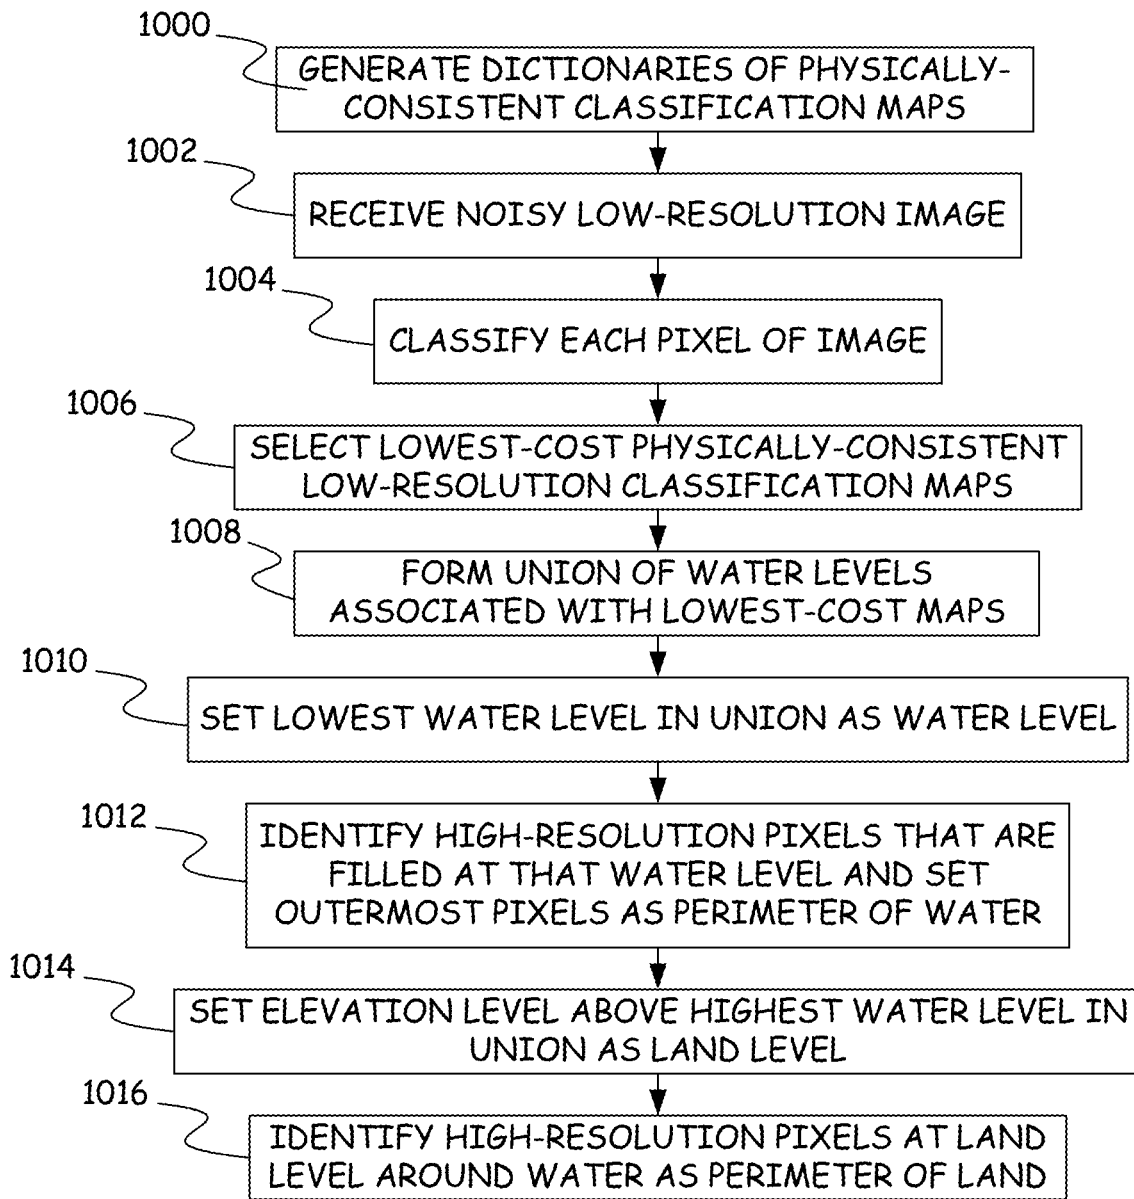 1000
GENERATE DICTIONARIES OF PHYSICALLY-
CONSISTENT CLASSIFICATION MAPS
1002
RECEIVE NOISY LOW-RESOLUTION IMAGE
1004
CLASSIFY EACH PIXEL OF IMAGE
1006
SELECT LOWEST-COST PHYSICALLY-CONSISTENT
LOW-RESOLUTION CLASSIFICATION MAPS
1008
FORM UNION OF WATER LEVELS
ASSOCIATED WITH LOWEST-COST MAPS
1010
SET LOWEST WATER LEVEL IN UNION AS WATER LEVEL
1012
IDENTIFY HIGH-RESOLUTION PIXELS THAT ARE
FILLED AT THAT WATER LEVEL AND SET
OUTERMOST PIXELS AS PERIMETER OF WATER
1014
SET ELEVATION LEVEL ABOVE HIGHEST WATER LEVEL IN
UNION AS LAND LEVEL
1016
IDENTIFY HIGH-RESOLUTION PIXELS AT LAND
LEVEL AROUND WATER AS PERIMETER OF LAND